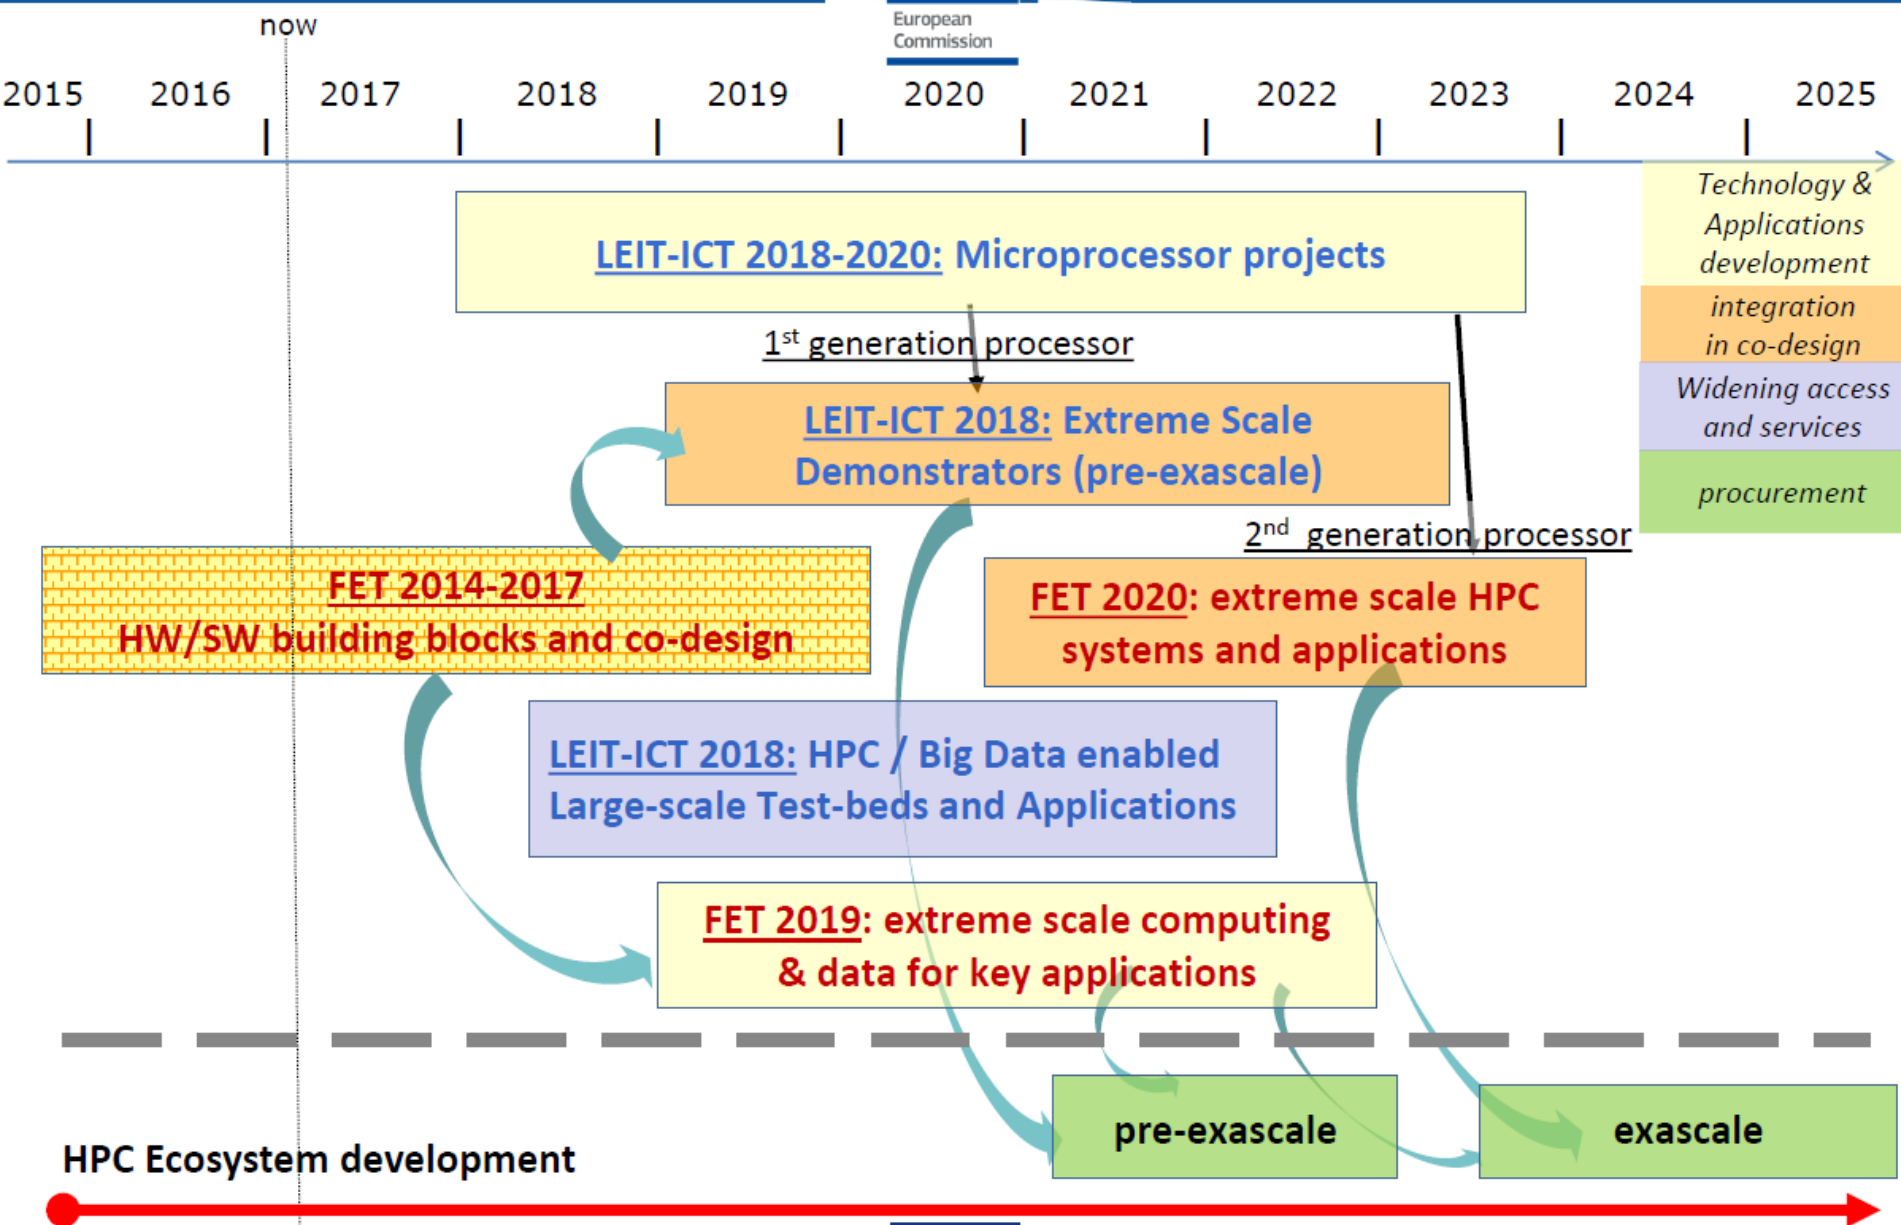 now
European
Commission
2015 2016 2017 2018 2019 2020 2021 2022 2023 2024 2025
Technology &
Applications
development
integration
in co-design
Widening access
and services
procurement
LEIT-ICT 2018-2020: Microprocessor projects
1st generation processor
LEIT-ICT 2018: Extreme Scale
Demonstrators (pre-exascale)
2nd generation processor
FET 2014-2017
HW/SW building blocks and co-design
FET 2020: extreme scale HPC
systems and applications
LEIT-ICT 2018: HPC / Big Data enabled
Large-scale Test-beds and Applications
FET 2019: extreme scale computing
& data for key applications
pre-exascale
exascale
HPC Ecosystem development